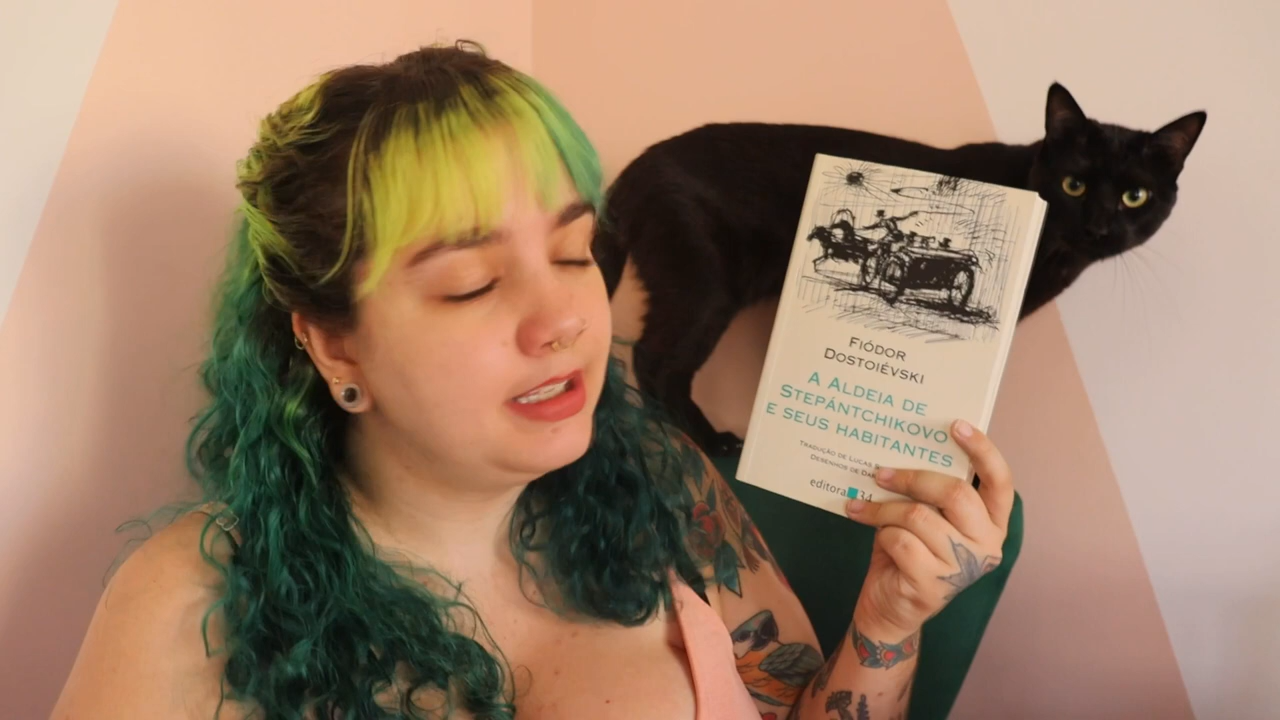 FIÓDOR
DOSTOIÉVSKI
A ALDEIA DE
STEPÁNTCHIKOVO
E SEUS HABITANTES
TRADUÇÃO DE LUCAS
DESENHOS DE
editora 34